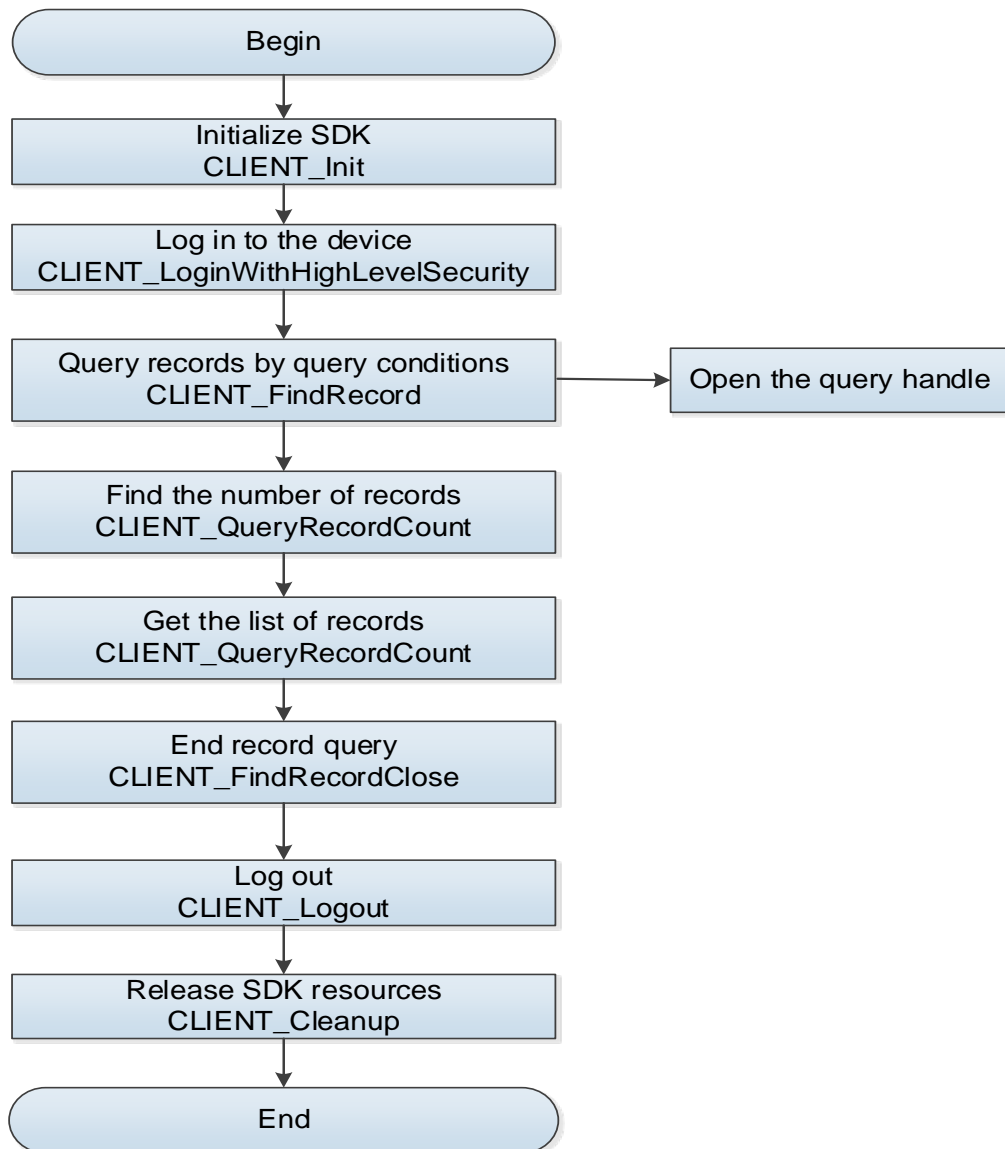 Begin
Initialize SDK
CLIENT_Init
Log in to the device
CLIENT_LoginWithHighLevelSecurity
Query records by query conditions
CLIENT_FindRecord
Open the query handle
Find the number of records
CLIENT_QueryRecordCount
Get the list of records
CLIENT_QueryRecordCount
End record query
CLIENT_FindRecordClose
Log out
CLIENT_Logout
Release SDK resources
CLIENT_Cleanup
End